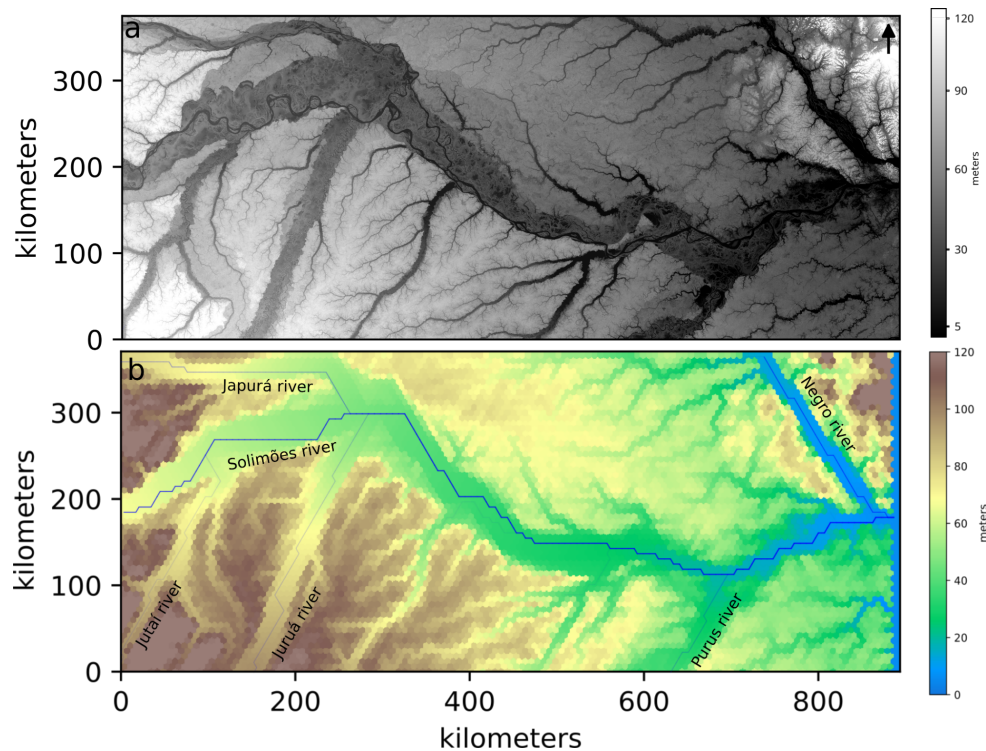 a
kilometers
300
200
100
0
120
90
60
30
5
meters
b
kilometers
300
200
100
0
Japurá river
Solimões river
Negro river
Jutaí river
Juruá river
Purus river
0
200
400
600
800
kilometers
120
100
80
60
40
20
0
meters